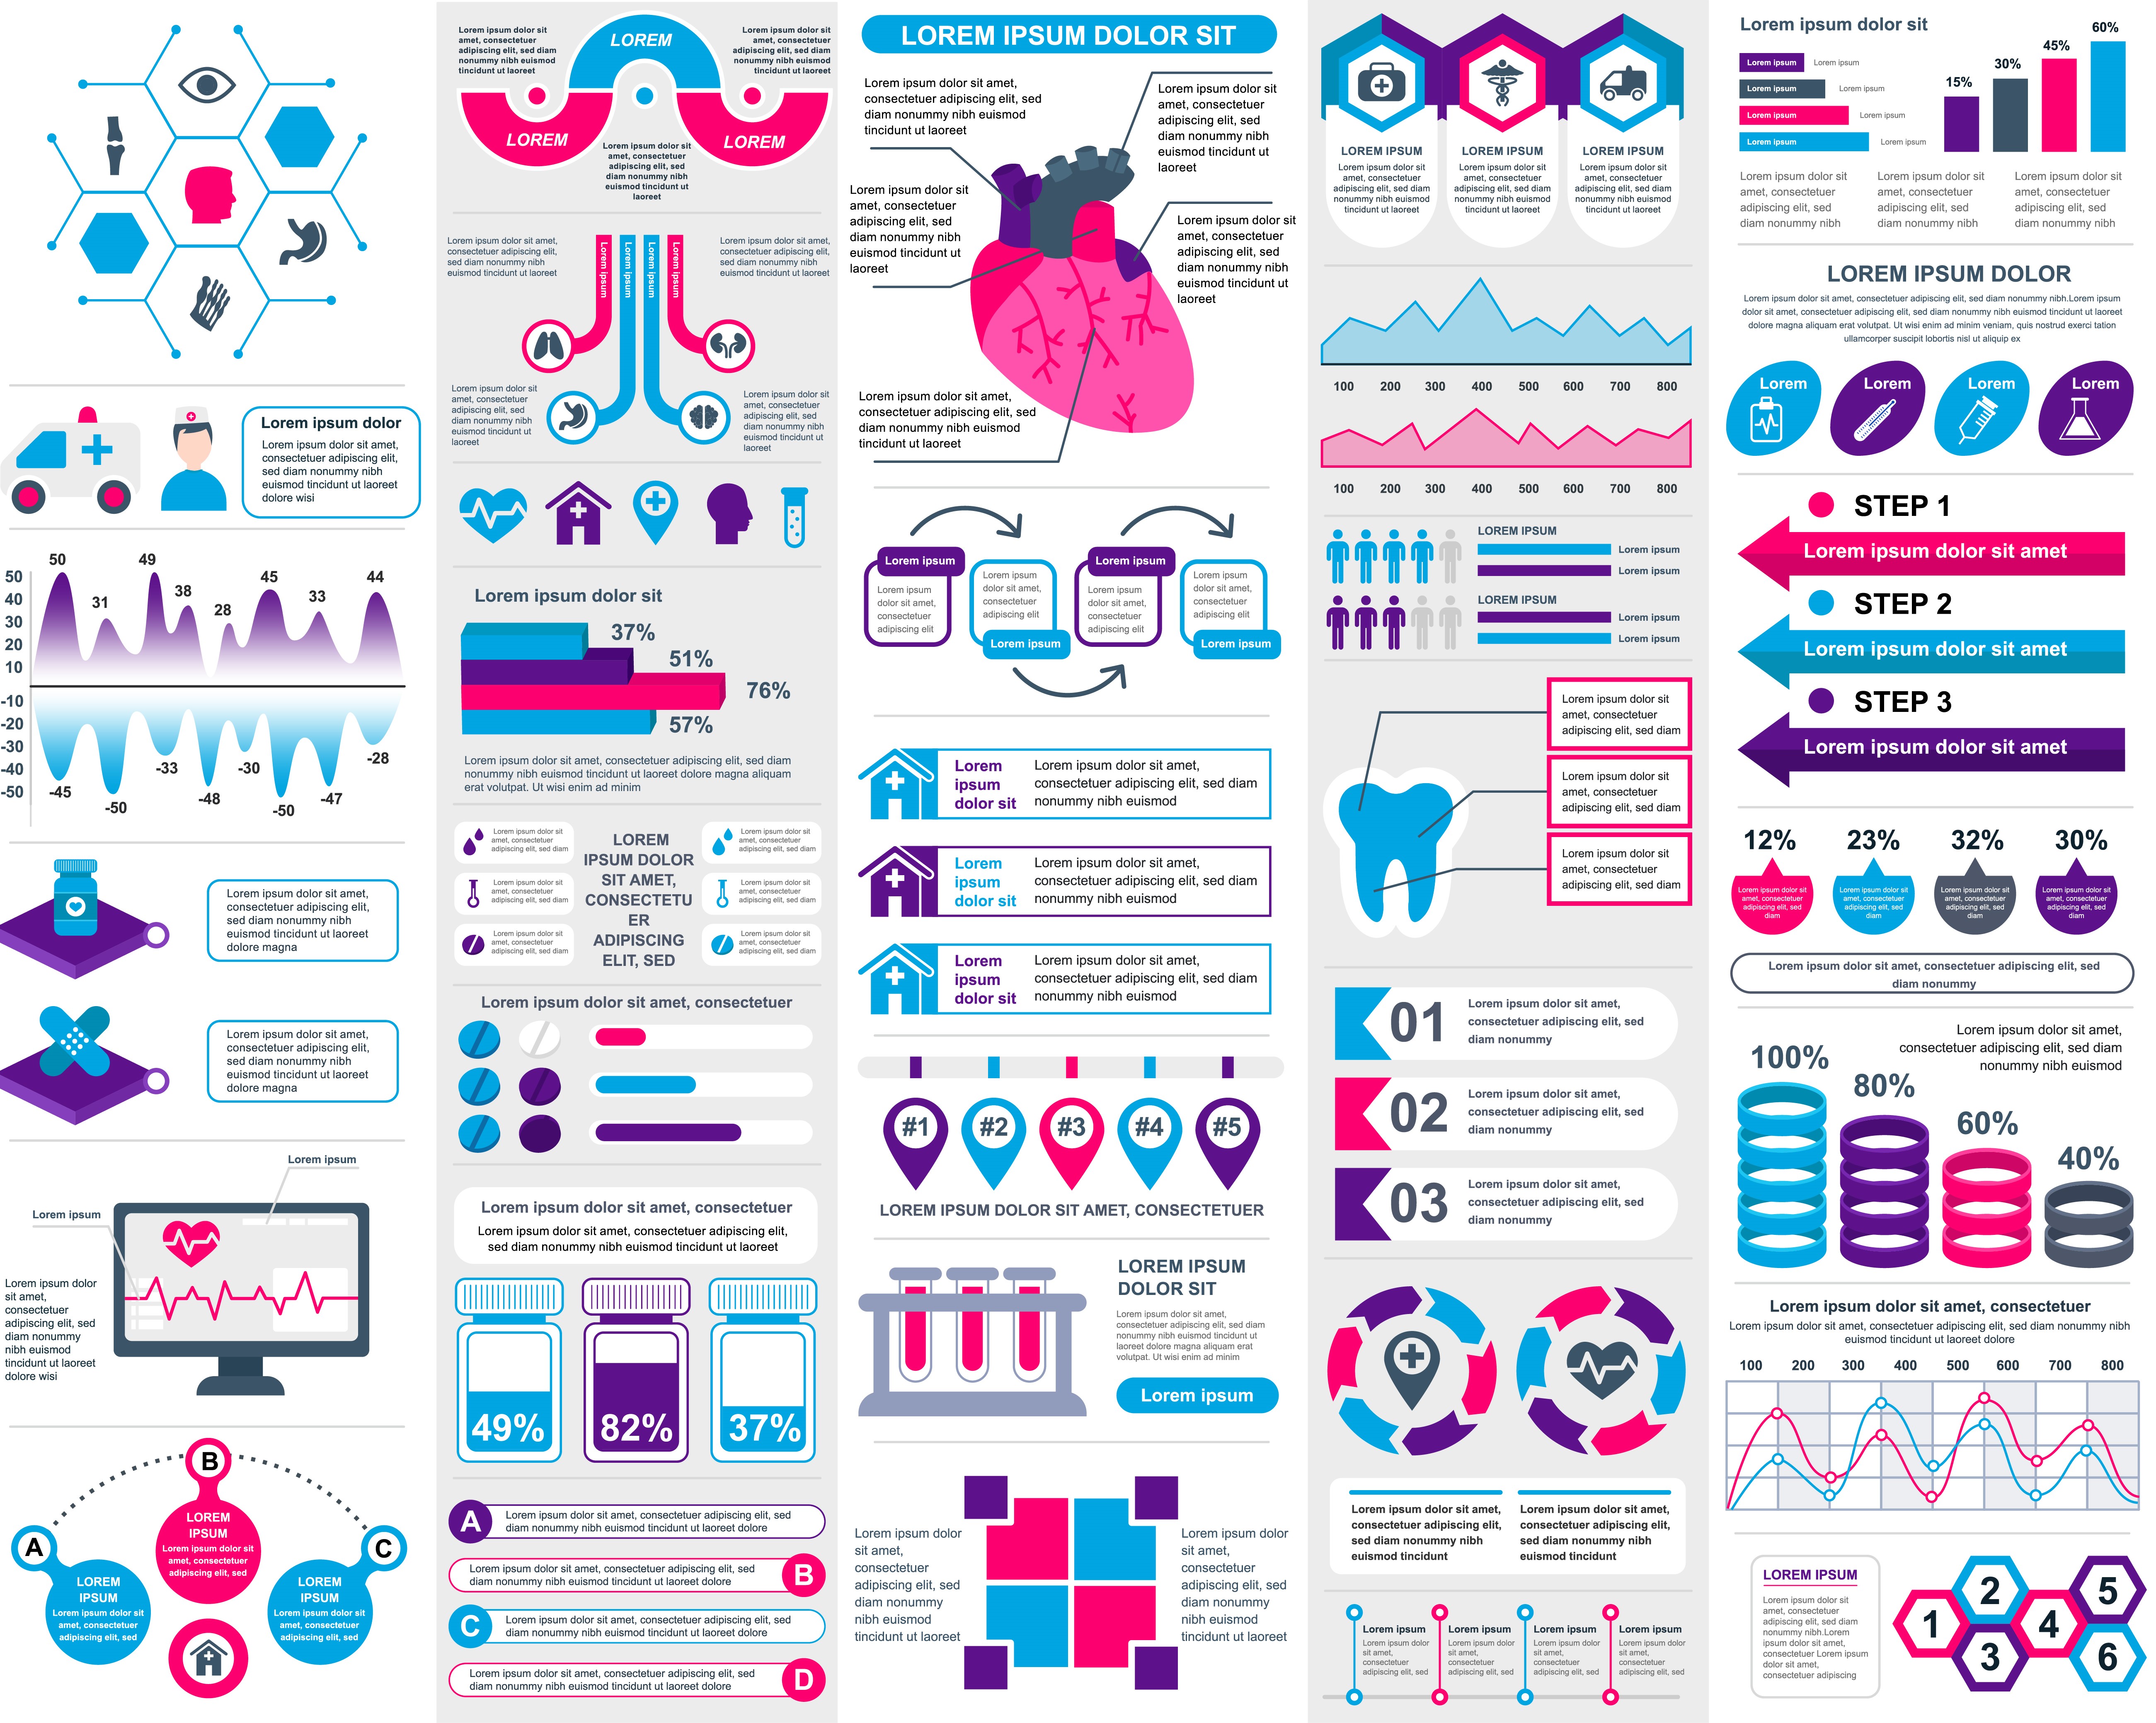 Lorem ipsum dolor
Lorem ipsum dolor sit amet,
consectetuer adipiscing elit,
sed diam nonummy nibh
euismod tincidunt ut laoreet
dolore wisi
50
49
45
44
38
33
31
28
50
40
30
20
10
-10
-20
-30
-40
-50
-45
-50
-33
-48
-30
-50
-47
-28
Lorem ipsum dolor sit amet,
consectetuer adipiscing elit,
sed diam nonummy nibh
euismod tincidunt ut laoreet
dolore magna
Lorem ipsum dolor sit amet,
consectetuer adipiscing elit,
sed diam nonummy nibh
euismod tincidunt ut laoreet
dolore magna
Lorem ipsum
Lorem ipsum
Lorem ipsum dolor
sit amet,
consectetuer
adipiscing elit, sed
diam nonummy
nibh euismod
tincidunt ut laoreet
dolore wisi
B
LOREM
IPSUM
Lorem ipsum dolor sit
amet, consectetuer
adipiscing elit, sed
A
LOREM
IPSUM
Lorem ipsum dolor sit
amet, consectetuer
adipiscing elit, sed
C
LOREM
IPSUM
Lorem ipsum dolor sit
amet, consectetuer
adipiscing elit, sed
Lorem ipsum dolor sit
amet, consectetuer
adipiscing elit, sed diam
nonummy nibh euismod
tincidunt ut laoreet
LOREM
Lorem ipsum dolor sit
amet, consectetuer
adipiscing elit, sed diam
nonummy nibh euismod
tincidunt ut laoreet
LOREM
LOREM
Lorem ipsum dolor sit
amet, consectetuer
adipiscing elit, sed
diam nonummy nibh
euismod tincidunt ut
laoreet
Lorem ipsum dolor sit amet,
consectetuer adipiscing elit,
sed diam nonummy nibh
euismod tincidunt ut laoreet
Lorem ipsum
Lorem ipsum
Lorem ipsum
Lorem ipsum
Lorem ipsum dolor sit amet,
consectetuer adipiscing elit,
sed diam nonummy nibh
euismod tincidunt ut laoreet
Lorem ipsum dolor sit
amet, consectetuer
adipiscing elit, sed
diam nonummy nibh
euismod tincidunt ut
laoreet
Lorem ipsum dolor sit
amet, consectetuer
adipiscing elit, sed
diam nonummy nibh
euismod tincidunt ut
laoreet
Lorem ipsum dolor sit
37%
51%
76%
57%
Lorem ipsum dolor sit amet, consectetuer adipiscing elit, sed diam
nonummy nibh euismod tincidunt ut laoreet dolore magna aliquam
erat volutpat. Ut wisi enim ad minim
Lorem ipsum dolor sit
amet, consectetuer
adipiscing elit, sed diam
Lorem ipsum dolor sit
amet, consectetuer
adipiscing elit, sed diam
Lorem ipsum dolor sit
amet, consectetuer
adipiscing elit, sed diam
LOREM
IPSUM DOLOR
SIT AMET,
CONSECTETU
ER
ADIPISCING
ELIT, SED
Lorem ipsum dolor sit
amet, consectetuer
adipiscing elit, sed diam
Lorem ipsum dolor sit
amet, consectetuer
adipiscing elit, sed diam
Lorem ipsum dolor sit
amet, consectetuer
adipiscing elit, sed diam
Lorem ipsum dolor sit amet, consectetuer
Lorem ipsum dolor sit amet, consectetuer
Lorem ipsum dolor sit amet, consectetuer adipiscing elit,
sed diam nonummy nibh euismod tincidunt ut laoreet
49%
82%
37%
A
Lorem ipsum dolor sit amet, consectetuer adipiscing elit, sed
diam nonummy nibh euismod tincidunt ut laoreet dolore
Lorem ipsum dolor sit amet, consectetuer adipiscing elit, sed
diam nonummy nibh euismod tincidunt ut laoreet dolore
B
C
Lorem ipsum dolor sit amet, consectetuer adipiscing elit, sed
diam nonummy nibh euismod tincidunt ut laoreet dolore
Lorem ipsum dolor sit amet, consectetuer adipiscing elit, sed
diam nonummy nibh euismod tincidunt ut laoreet dolore
D
LOREM IPSUM DOLOR SIT
Lorem ipsum dolor sit amet,
consectetuer adipiscing elit, sed
diam nonummy nibh euismod
tincidunt ut laoreet
Lorem ipsum dolor sit
amet, consectetuer
adipiscing elit, sed
diam nonummy nibh
euismod tincidunt ut
laoreet
Lorem ipsum dolor sit
amet, consectetuer
adipiscing elit, sed
diam nonummy nibh
euismod tincidunt ut
laoreet
Lorem ipsum dolor sit
amet, consectetuer
adipiscing elit, sed
diam nonummy nibh
euismod tincidunt ut
laoreet
Lorem ipsum dolor sit amet,
consectetuer adipiscing elit, sed
diam nonummy nibh euismod
tincidunt ut laoreet
Lorem ipsum
Lorem ipsum
dolor sit amet,
consectetuer
adipiscing elit
Lorem ipsum
dolor sit amet,
consectetuer
adipiscing elit
Lorem ipsum
Lorem ipsum
Lorem ipsum
dolor sit amet,
consectetuer
adipiscing elit
Lorem ipsum
dolor sit amet,
consectetuer
adipiscing elit
Lorem ipsum
Lorem
ipsum
dolor sit
Lorem ipsum dolor sit amet,
consectetuer adipiscing elit, sed diam
nonummy nibh euismod
Lorem
ipsum
dolor sit
Lorem ipsum dolor sit amet,
consectetuer adipiscing elit, sed diam
nonummy nibh euismod
Lorem
ipsum
dolor sit
Lorem ipsum dolor sit amet,
consectetuer adipiscing elit, sed diam
nonummy nibh euismod
#1
#2
#3
#4
#5
LOREM IPSUM DOLOR SIT AMET, CONSECTETUER
LOREM IPSUM
DOLOR SIT
Lorem ipsum dolor sit amet,
consectetuer adipiscing elit, sed diam
nonummy nibh euismod tincidunt ut
laoreet dolore magna aliquam erat
volutpat. Ut wisi enim ad minim
Lorem ipsum
Lorem ipsum dolor
sit amet,
consectetuer
adipiscing elit, sed
diam nonummy
nibh euismod
tincidunt ut laoreet
Lorem ipsum dolor
sit amet,
consectetuer
adipiscing elit, sed
diam nonummy
nibh euismod
tincidunt ut laoreet
LOREM IPSUM
Lorem ipsum dolor sit
amet, consectetuer
adipiscing elit, sed diam
nonummy nibh euismod
tincidunt ut laoreet
LOREM IPSUM
Lorem ipsum dolor sit
amet, consectetuer
adipiscing elit, sed diam
nonummy nibh euismod
tincidunt ut laoreet
LOREM IPSUM
Lorem ipsum dolor sit
amet, consectetuer
adipiscing elit, sed diam
nonummy nibh euismod
tincidunt ut laoreet
100 200 300 400 500 600 700 800
100 200 300 400 500 600 700 800
LOREM IPSUM
Lorem ipsum
Lorem ipsum
LOREM IPSUM
Lorem ipsum
Lorem ipsum
Lorem ipsum dolor sit
amet, consectetuer
adipiscing elit, sed diam
Lorem ipsum dolor sit
amet, consectetuer
adipiscing elit, sed diam
Lorem ipsum dolor sit
amet, consectetuer
adipiscing elit, sed diam
01
Lorem ipsum dolor sit amet,
consectetuer adipiscing elit, sed
diam nonummy
02
Lorem ipsum dolor sit amet,
consectetuer adipiscing elit, sed
diam nonummy
03
Lorem ipsum dolor sit amet,
consectetuer adipiscing elit, sed
diam nonummy
Lorem ipsum dolor sit amet,
consectetuer adipiscing elit,
sed diam nonummy nibh
euismod tincidunt
Lorem ipsum dolor sit amet,
consectetuer adipiscing elit,
sed diam nonummy nibh
euismod tincidunt
Lorem ipsum
Lorem ipsum dolor
sit amet,
consectetuer
adipiscing elit, sed
Lorem ipsum
Lorem ipsum dolor
sit amet,
consectetuer
adipiscing elit, sed
Lorem ipsum
Lorem ipsum dolor
sit amet,
consectetuer
adipiscing elit, sed
Lorem ipsum
Lorem ipsum dolor
sit amet,
consectetuer
adipiscing elit, sed
Lorem ipsum dolor sit
Lorem ipsum Lorem ipsum
Lorem ipsum Lorem ipsum
Lorem ipsum Lorem ipsum
Lorem ipsum Lorem ipsum
15%
30%
45%
60%
Lorem ipsum dolor sit
amet, consectetuer
adipiscing elit, sed
diam nonummy nibh
Lorem ipsum dolor sit
amet, consectetuer
adipiscing elit, sed
diam nonummy nibh
Lorem ipsum dolor sit
amet, consectetuer
adipiscing elit, sed
diam nonummy nibh
LOREM IPSUM DOLOR
Lorem ipsum dolor sit amet, consectetuer adipiscing elit, sed diam nonummy nibh.Lorem ipsum
dolor sit amet, consectetuer adipiscing elit, sed diam nonummy nibh euismod tincidunt ut laoreet
dolore magna aliquam erat volutpat. Ut wisi enim ad minim veniam, quis nostrud exerci tation
ullamcorper suscipit lobortis nisl ut aliquip ex
Lorem
Lorem
Lorem
Lorem
STEP 1
Lorem ipsum dolor sit amet
STEP 2
Lorem ipsum dolor sit amet
STEP 3
Lorem ipsum dolor sit amet
12%
23%
32%
30%
Lorem ipsum dolor sit
amet, consectetuer
adipiscing elit, sed
diam
Lorem ipsum dolor sit
amet, consectetuer
adipiscing elit, sed
diam
Lorem ipsum dolor sit
amet, consectetuer
adipiscing elit, sed
diam
Lorem ipsum dolor sit
amet, consectetuer
adipiscing elit, sed
diam
Lorem ipsum dolor sit amet, consectetuer adipiscing elit, sed
diam nonummy
Lorem ipsum dolor sit amet,
consectetuer adipiscing elit, sed diam
nonummy nibh euismod
100%
80%
60%
40%
Lorem ipsum dolor sit amet, consectetuer
Lorem ipsum dolor sit amet, consectetuer adipiscing elit, sed diam nonummy nibh
euismod tincidunt ut laoreet dolore
100 200 300 400 500 600 700 800
LOREM IPSUM
Lorem ipsum dolor sit
amet, consectetuer
adipiscing elit, sed diam
nonummy nibh.Lorem
ipsum dolor sit amet,
consectetuer Lorem ipsum
dolor sit amet,
consectetuer adipiscing
1
2
3
4
5
6